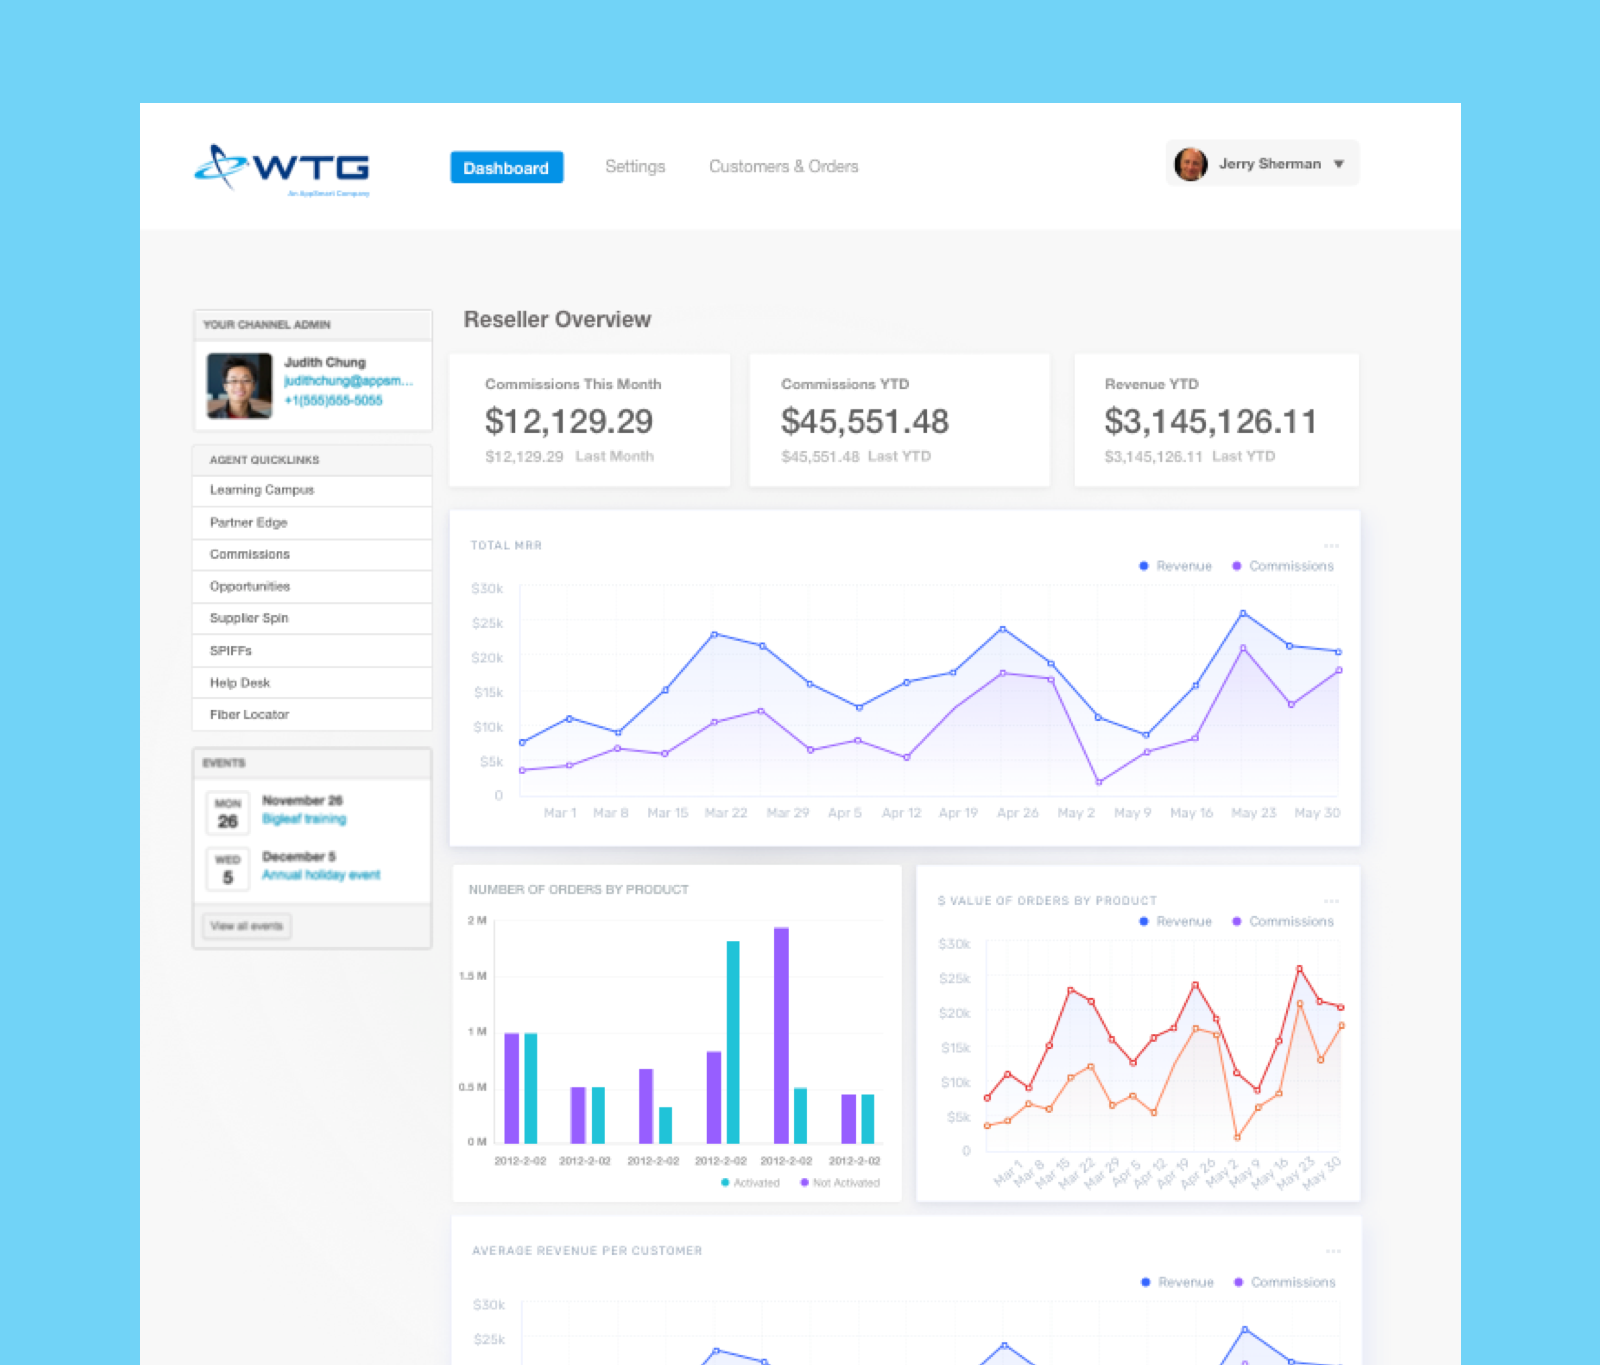 WTG
An AppSmart Company
Dashboard
Settings
Customers & Orders
Jerry Sherman
YOUR CHANNEL ADMIN
Judith Chung
judithchung@appsm...
+1(555)555-5055
AGENT QUICKLINKS
Learning Campus
Partner Edge
Commissions
Opportunities
Supplier Spin
SPIFFs
Help Desk
Fiber Locator
EVENTS
MON
26
November 26
Bigleaf training
WED
5
December 5
Annual holiday event
View all events
Reseller Overview
Commissions This Month
$12,129.29
$12,129.29 Last Month
Commissions YTD
$45,551.48
$45,551.48 Last YTD
Revenue YTD
$3,145,126.11
$3,145,126.11 Last YTD
TOTAL MRR
Revenue
Commissions
$30k
$25k
$20k
$15k
$10k
$5k
0
Mar 1 Mar 8 Mar 15 Mar 22 Mar 29 Apr 5 Apr 12 Apr 19 Apr 26 May 2 May 9 May 16 May 23 May 30
NUMBER OF ORDERS BY PRODUCT
2 M
1.5 M
1 M
0.5 M
0 M
2012-2-02 2012-2-02 2012-2-02 2012-2-02 2012-2-02 2012-2-02
Activated
Not Activated
$ VALUE OF ORDERS BY PRODUCT
Revenue
Commissions
$30k
$25k
$20k
$15k
$10k
$5k
0
Mar 1 Mar 8 Mar 15 Mar 22 Mar 29 Apr 5 Apr 12 Apr 19 Apr 26 May 2 May 9 May 16 May 23 May 30
AVERAGE REVENUE PER CUSTOMER
Revenue
Commissions
$30k
$25k